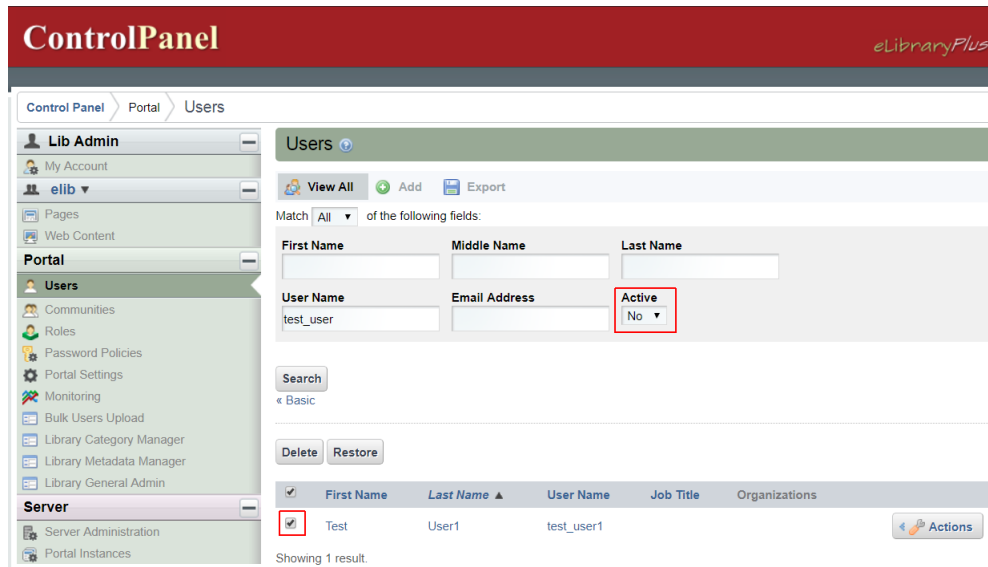 ControlPanel
eLibraryPlus
Control Panel Portal Users
Lib Admin
My Account
elib ▾
Pages
Web Content
Portal
Users
Communities
Roles
Password Policies
Portal Settings
Monitoring
Bulk Users Upload
Library Category Manager
Library Metadata Manager
Library General Admin
Server
Server Administration
Portal Instances
Users
View All Add Export
Match All ▾ of the following fields:
First Name Middle Name Last Name
User Name Email Address Active
test_user No ▾
Search
« Basic
Delete Restore
First Name Last Name ▲ User Name Job Title Organizations
Test User1 test_user1 Actions
Showing 1 result.